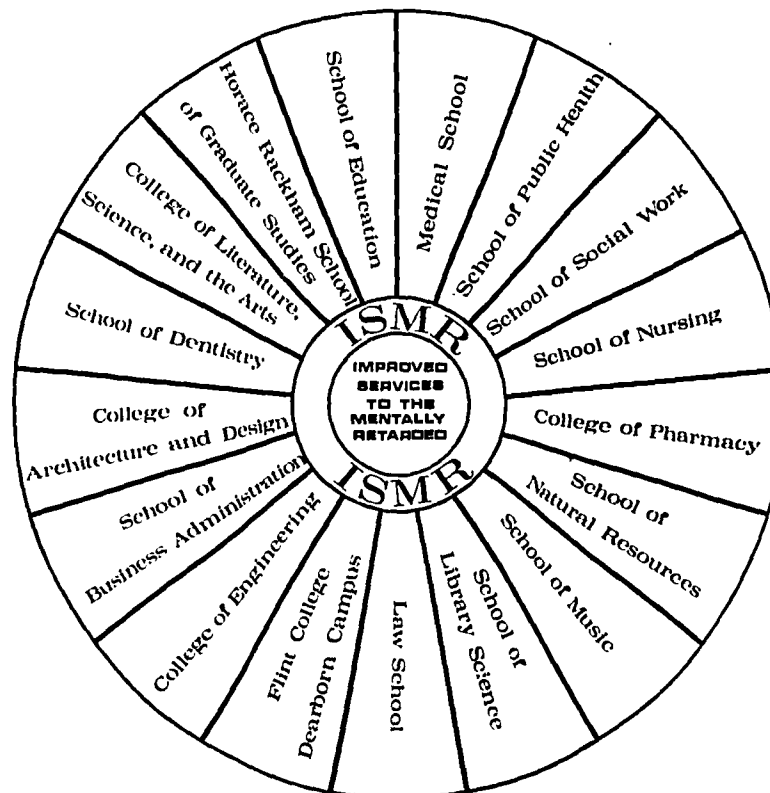 Medical School
School of Public Health
School of Social Work
School of Nursing
College of Pharmacy
School of
Natural Resources
School of Music
School of
Library Science
Law School
Flint College
Dearborn Campus
College of Engineering
School of
Business Administration
College of
Architecture and Design
School of Dentistry
College of Literature,
Science, and the Arts
Horace Rackham School
of Graduate Studies
School of Education
ISMR
IMPROVED
SERVICES
TO THE
MENTALLY
RETARDED
ISMR